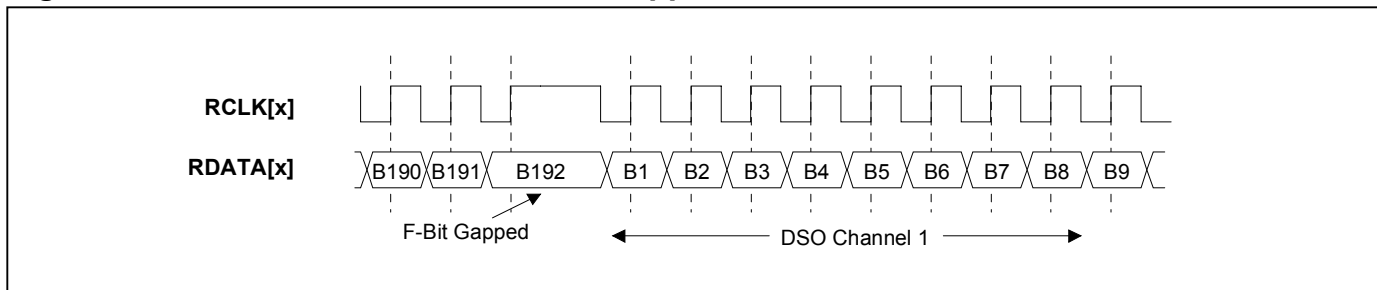 RCLK[x]
RDATA[x]
B190 B191 B192 B1 B2 B3 B4 B5 B6 B7 B8 B9
F-Bit Gapped
DSO Channel 1